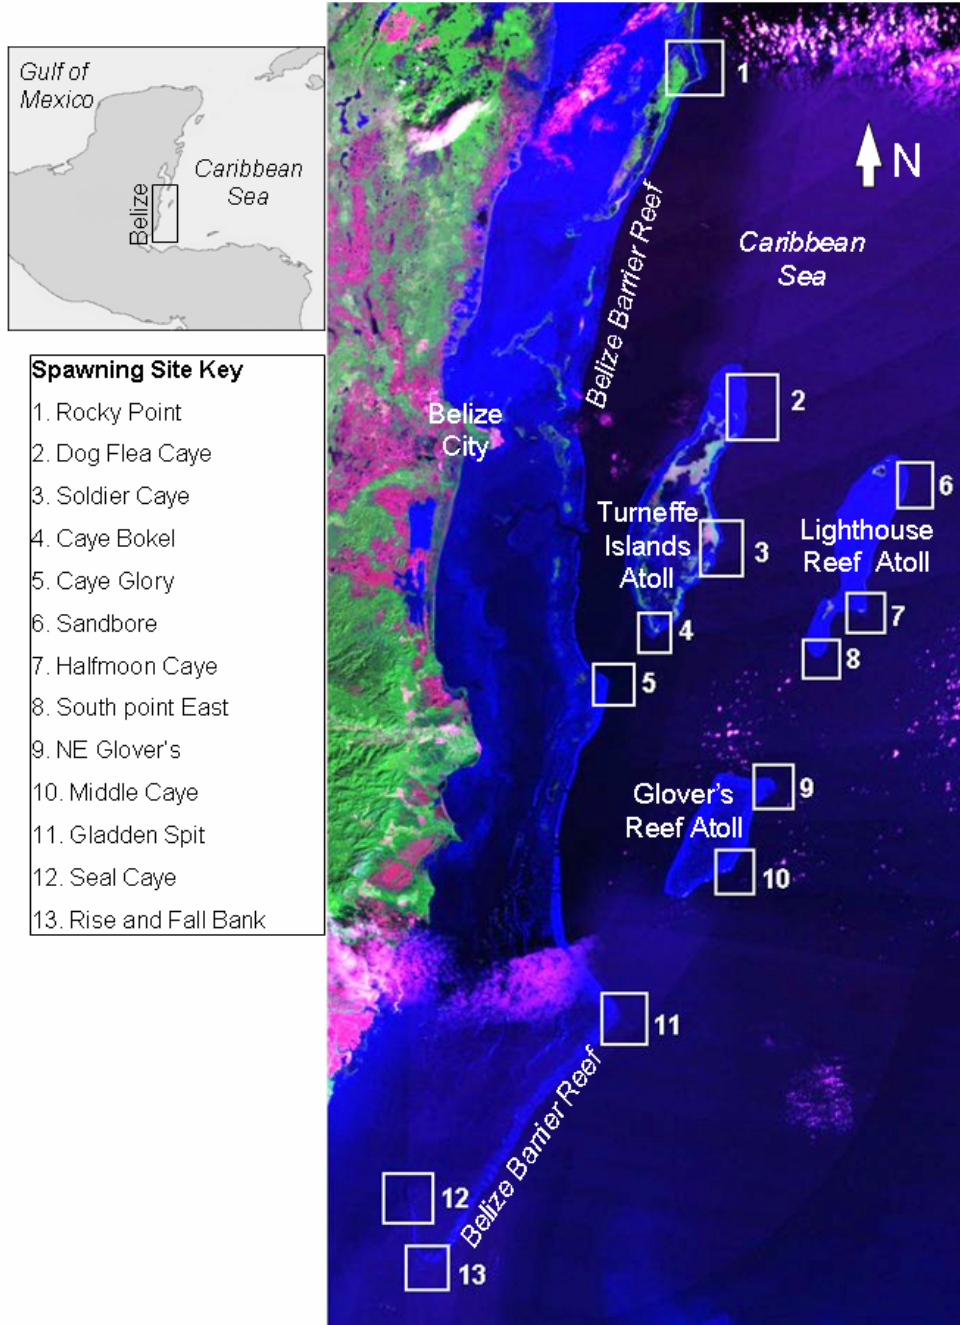 Gulf of
Mexico
Caribbean
Sea
Belize
Spawning Site Key
1. Rocky Point
2. Dog Flea Caye
3. Soldier Caye
4. Caye Bokel
5. Caye Glory
6. Sandbore
7. Halfmoon Caye
8. South point East
9. NE Glover's
10. Middle Caye
11. Gladden Spit
12. Seal Caye
13. Rise and Fall Bank
1
N
Belize Barrier Reef
Caribbean
Sea
2
Belize
City
6
Turneffe
Islands
Atoll
3
Lighthouse
Reef Atoll
7
4
8
5
Glover's
Reef Atoll
9
10
11
Belize Barrier Reef
12
13